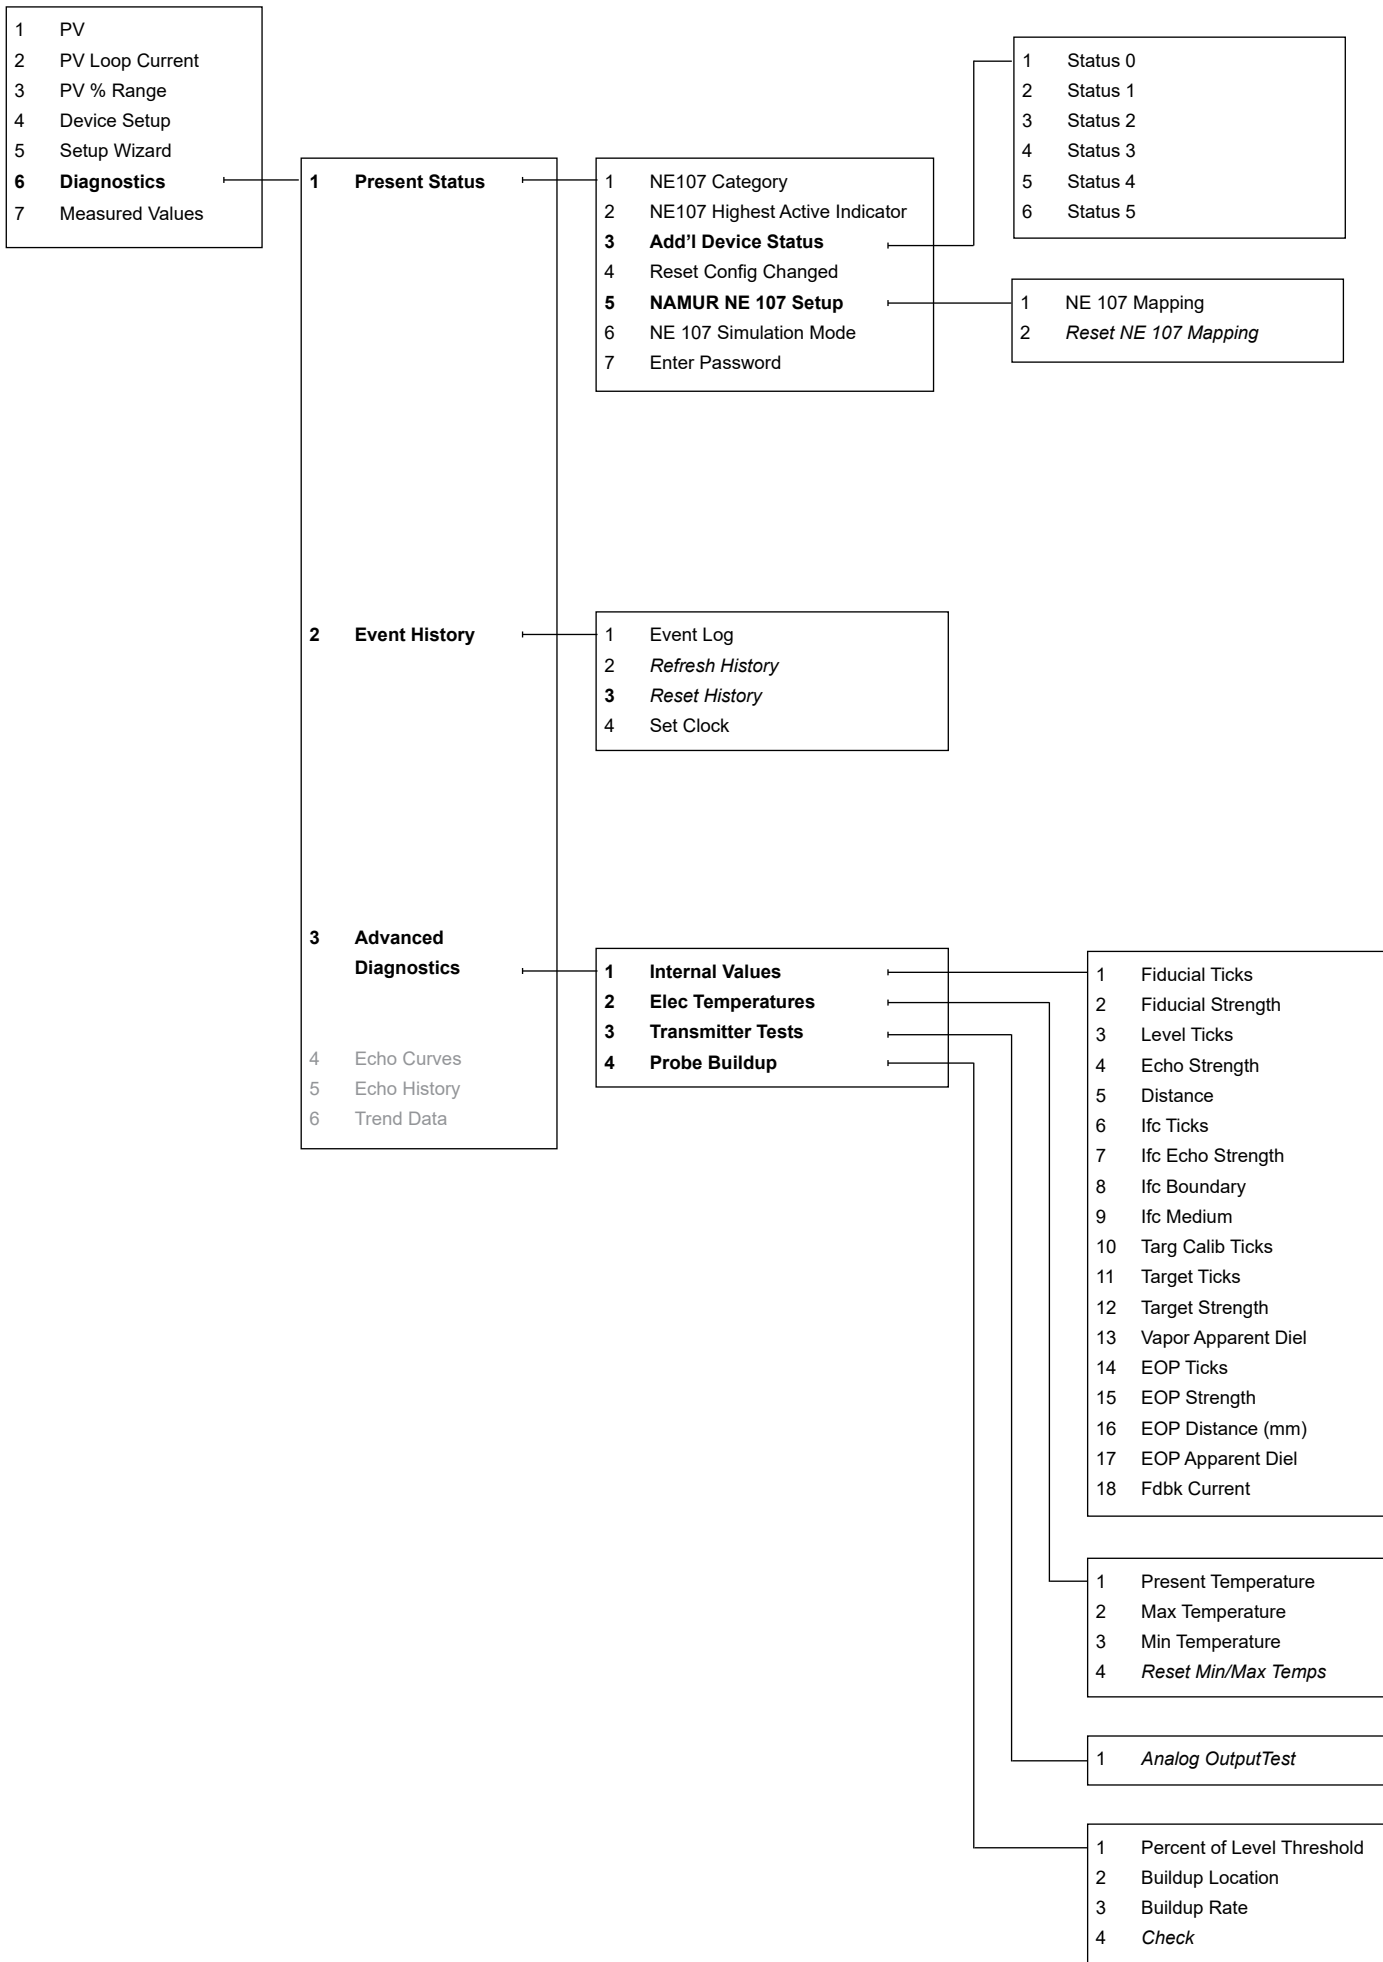 1 PV
2 PV Loop Current
3 PV % Range
4 Device Setup
5 Setup Wizard
6 Diagnostics
7 Measured Values
1 Present Status
2 Event History
3 Advanced
Diagnostics
4 Echo Curves
5 Echo History
6 Trend Data
1 NE107 Category
2 NE107 Highest Active Indicator
3 Add’l Device Status
4 Reset Config Changed
5 NAMUR NE 107 Setup
6 NE 107 Simulation Mode
7 Enter Password
1 Status 0
2 Status 1
3 Status 2
4 Status 3
5 Status 4
6 Status 5
1 NE 107 Mapping
2 Reset NE 107 Mapping
1 Event Log
2 Refresh History
3 Reset History
4 Set Clock
1 Internal Values
2 Elec Temperatures
3 Transmitter Tests
4 Probe Buildup
1 Fiducial Ticks
2 Fiducial Strength
3 Level Ticks
4 Echo Strength
5 Distance
6 Ifc Ticks
7 Ifc Echo Strength
8 Ifc Boundary
9 Ifc Medium
10 Targ Calib Ticks
11 Target Ticks
12 Target Strength
13 Vapor Apparent Diel
14 EOP Ticks
15 EOP Strength
16 EOP Distance (mm)
17 EOP Apparent Diel
18 Fdbk Current
1 Present Temperature
2 Max Temperature
3 Min Temperature
4 Reset Min/Max Temps
1 Analog OutputTest
1 Percent of Level Threshold
2 Buildup Location
3 Buildup Rate
4 Check